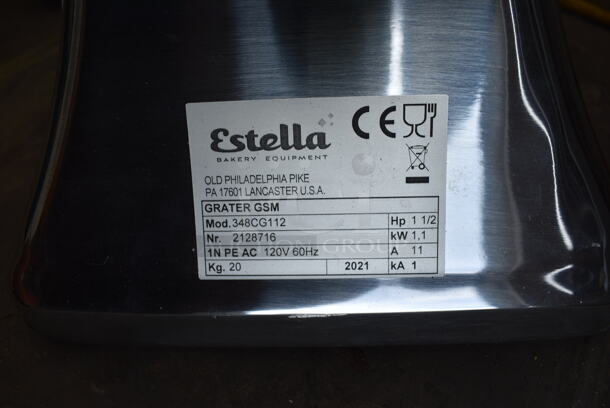 Estella
BAKERY EQUIPMENT
CE
OLD PHILADELPHIA PIKE
PA 17601 LANCASTER U.S.A.
GRATER GSM
Mod. 348CG112 Hp 1 1/2
Nr. 2128716 kW 1,1
1N PE AC 120V 60Hz A 11
Kg. 20 2021 kA 1